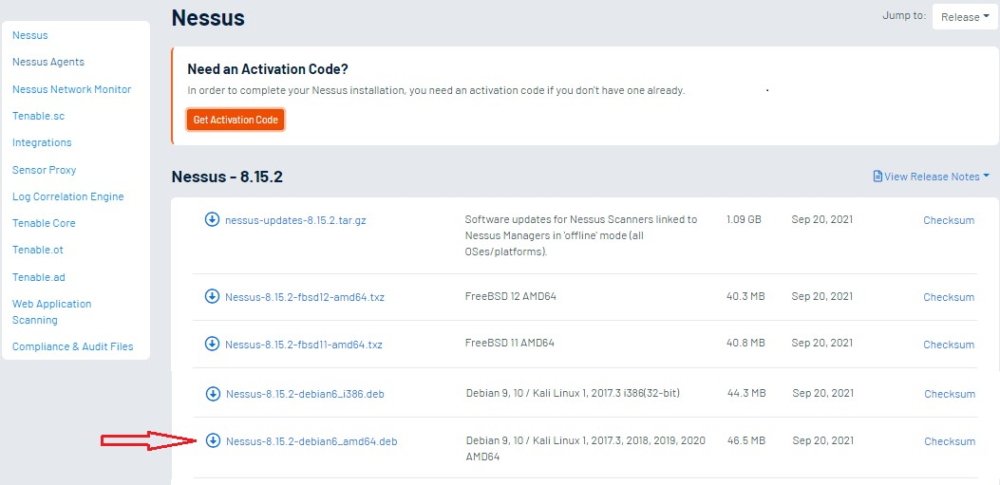 Nessus
Jump to:
Release
Nessus
Nessus Agents
Nessus Network Monitor
Tenable.sc
Integrations
Sensor Proxy
Log Correlation Engine
Tenable Core
Tenable.ot
Tenable.ad
Web Application
Scanning
Compliance & Audit Files
Need an Activation Code?
In order to complete your Nessus installation, you need an activation code if you don't have one already.
Get Activation Code
Nessus - 8.15.2
View Release Notes
nessus-updates-8.15.2.tar.gz
Software updates for Nessus Scanners linked to
Nessus Managers in 'offline' mode (all
OSes/platforms).
1.09 GB
Sep 20, 2021
Checksum
Nessus-8.15.2-fbsd12-amd64.txz
FreeBSD 12 AMD64
40.3 MB
Sep 20, 2021
Checksum
Nessus-8.15.2-fbsd11-amd64.txz
FreeBSD 11 AMD64
40.8 MB
Sep 20, 2021
Checksum
Nessus-8.15.2-debian6_i386.deb
Debian 9, 10 / Kali Linux 1, 2017.3 i386(32-bit)
44.3 MB
Sep 20, 2021
Checksum
Nessus-8.15.2-debian6_amd64.deb
Debian 9, 10 / Kali Linux 1, 2017.3, 2018, 2019, 2020
AMD64
46.5 MB
Sep 20, 2021
Checksum